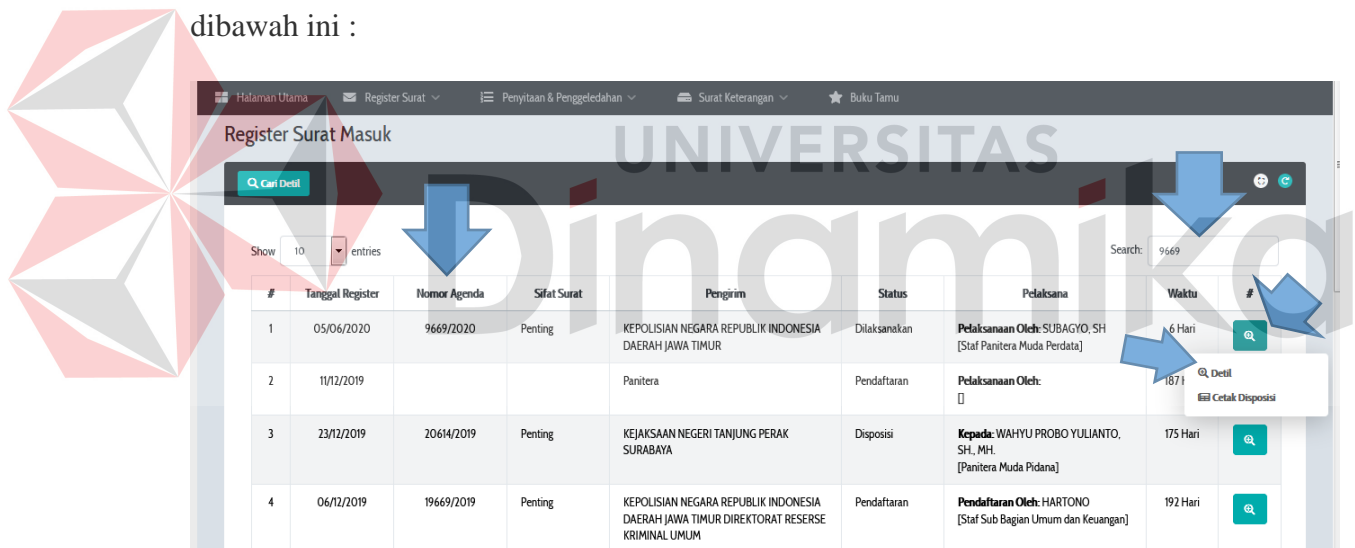 dibawah ini :
Halaman Utama Register Surat Penyitaan & Penggeledahan Surat Keterangan Buku Tamu
Register Surat Masuk
UNIVERSITAS
Dinamika
Cari Detil
Show 10 entries Search: 9669
# Tanggal Register Nomor Agenda Sifat Surat Pengirim Status Pelaksana Waktu #
1 05/06/2020 9669/2020 Penting KEPOLISIAN NEGARA REPUBLIK INDONESIA Dilaksanakan Pelaksanaan Oleh: SUBAGYO, SH 6 Hari
DAERAH JAWA TIMUR [Staf Panitera Muda Perdata]
Detil
Cetak Disposisi
2 11/12/2019 Panitera Pendaftaran Pelaksanaan Oleh: 187
[]
3 23/12/2019 20614/2019 Penting KEJAKSAAN NEGERI TANJUNG PERAK Disposisi Kepada: WAHYU PROBO YULIANTO, 175 Hari
SURABAYA SH., MH.
[Panitera Muda Pidana]
4 06/12/2019 19669/2019 Penting KEPOLISIAN NEGARA REPUBLIK INDONESIA Pendaftaran Pendaftaran Oleh: HARTONO 192 Hari
DAERAH JAWA TIMUR DIREKTORAT RESERSE [Staf Sub Bagian Umum dan Keuangan]
KRIMINAL UMUM